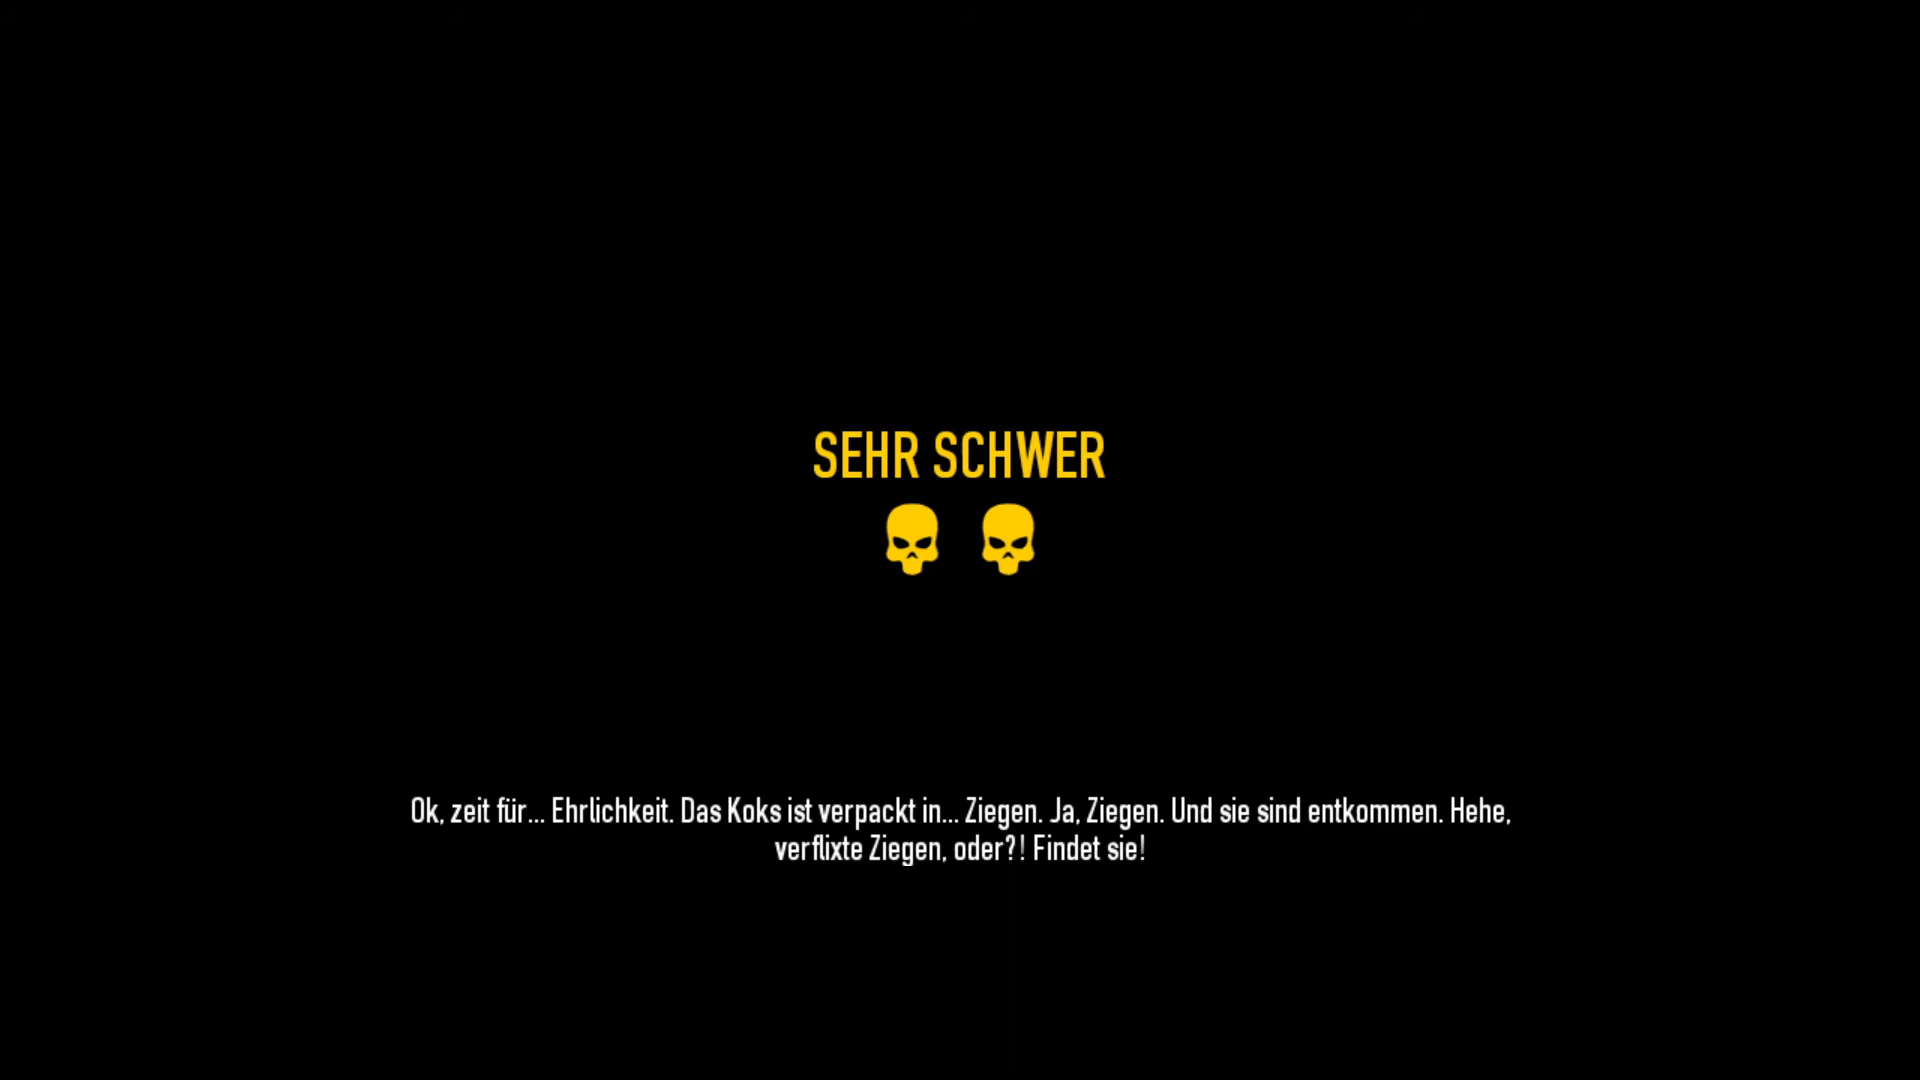 SEHR SCHWER
Ok, zeit für... Ehrlichkeit. Das Koks ist verpackt in... Ziegen. Ja, Ziegen. Und sie sind entkommen. Hehe,
verflixte Ziegen, oder?! Findet sie!